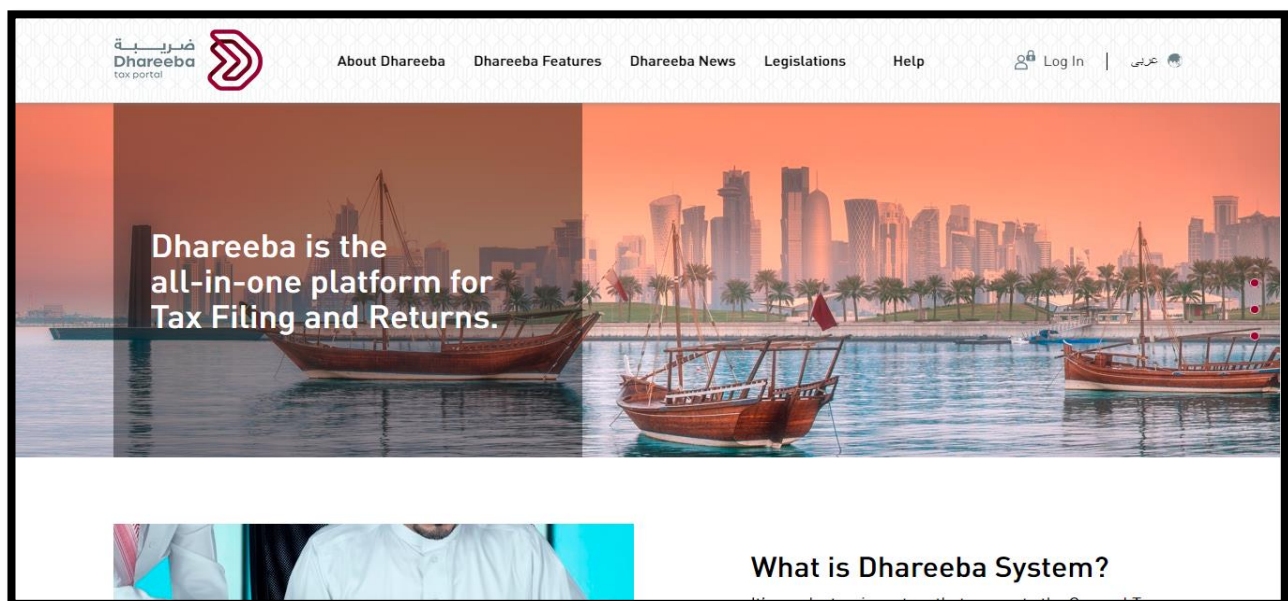 ضريبة
Dhareeba
tax portal
About Dhareeba
Dhareeba Features
Dhareeba News
Legislations
Help
Log In
عربي
Dhareeba is the
all-in-one platform for
Tax Filing and Returns.
What is Dhareeba System?